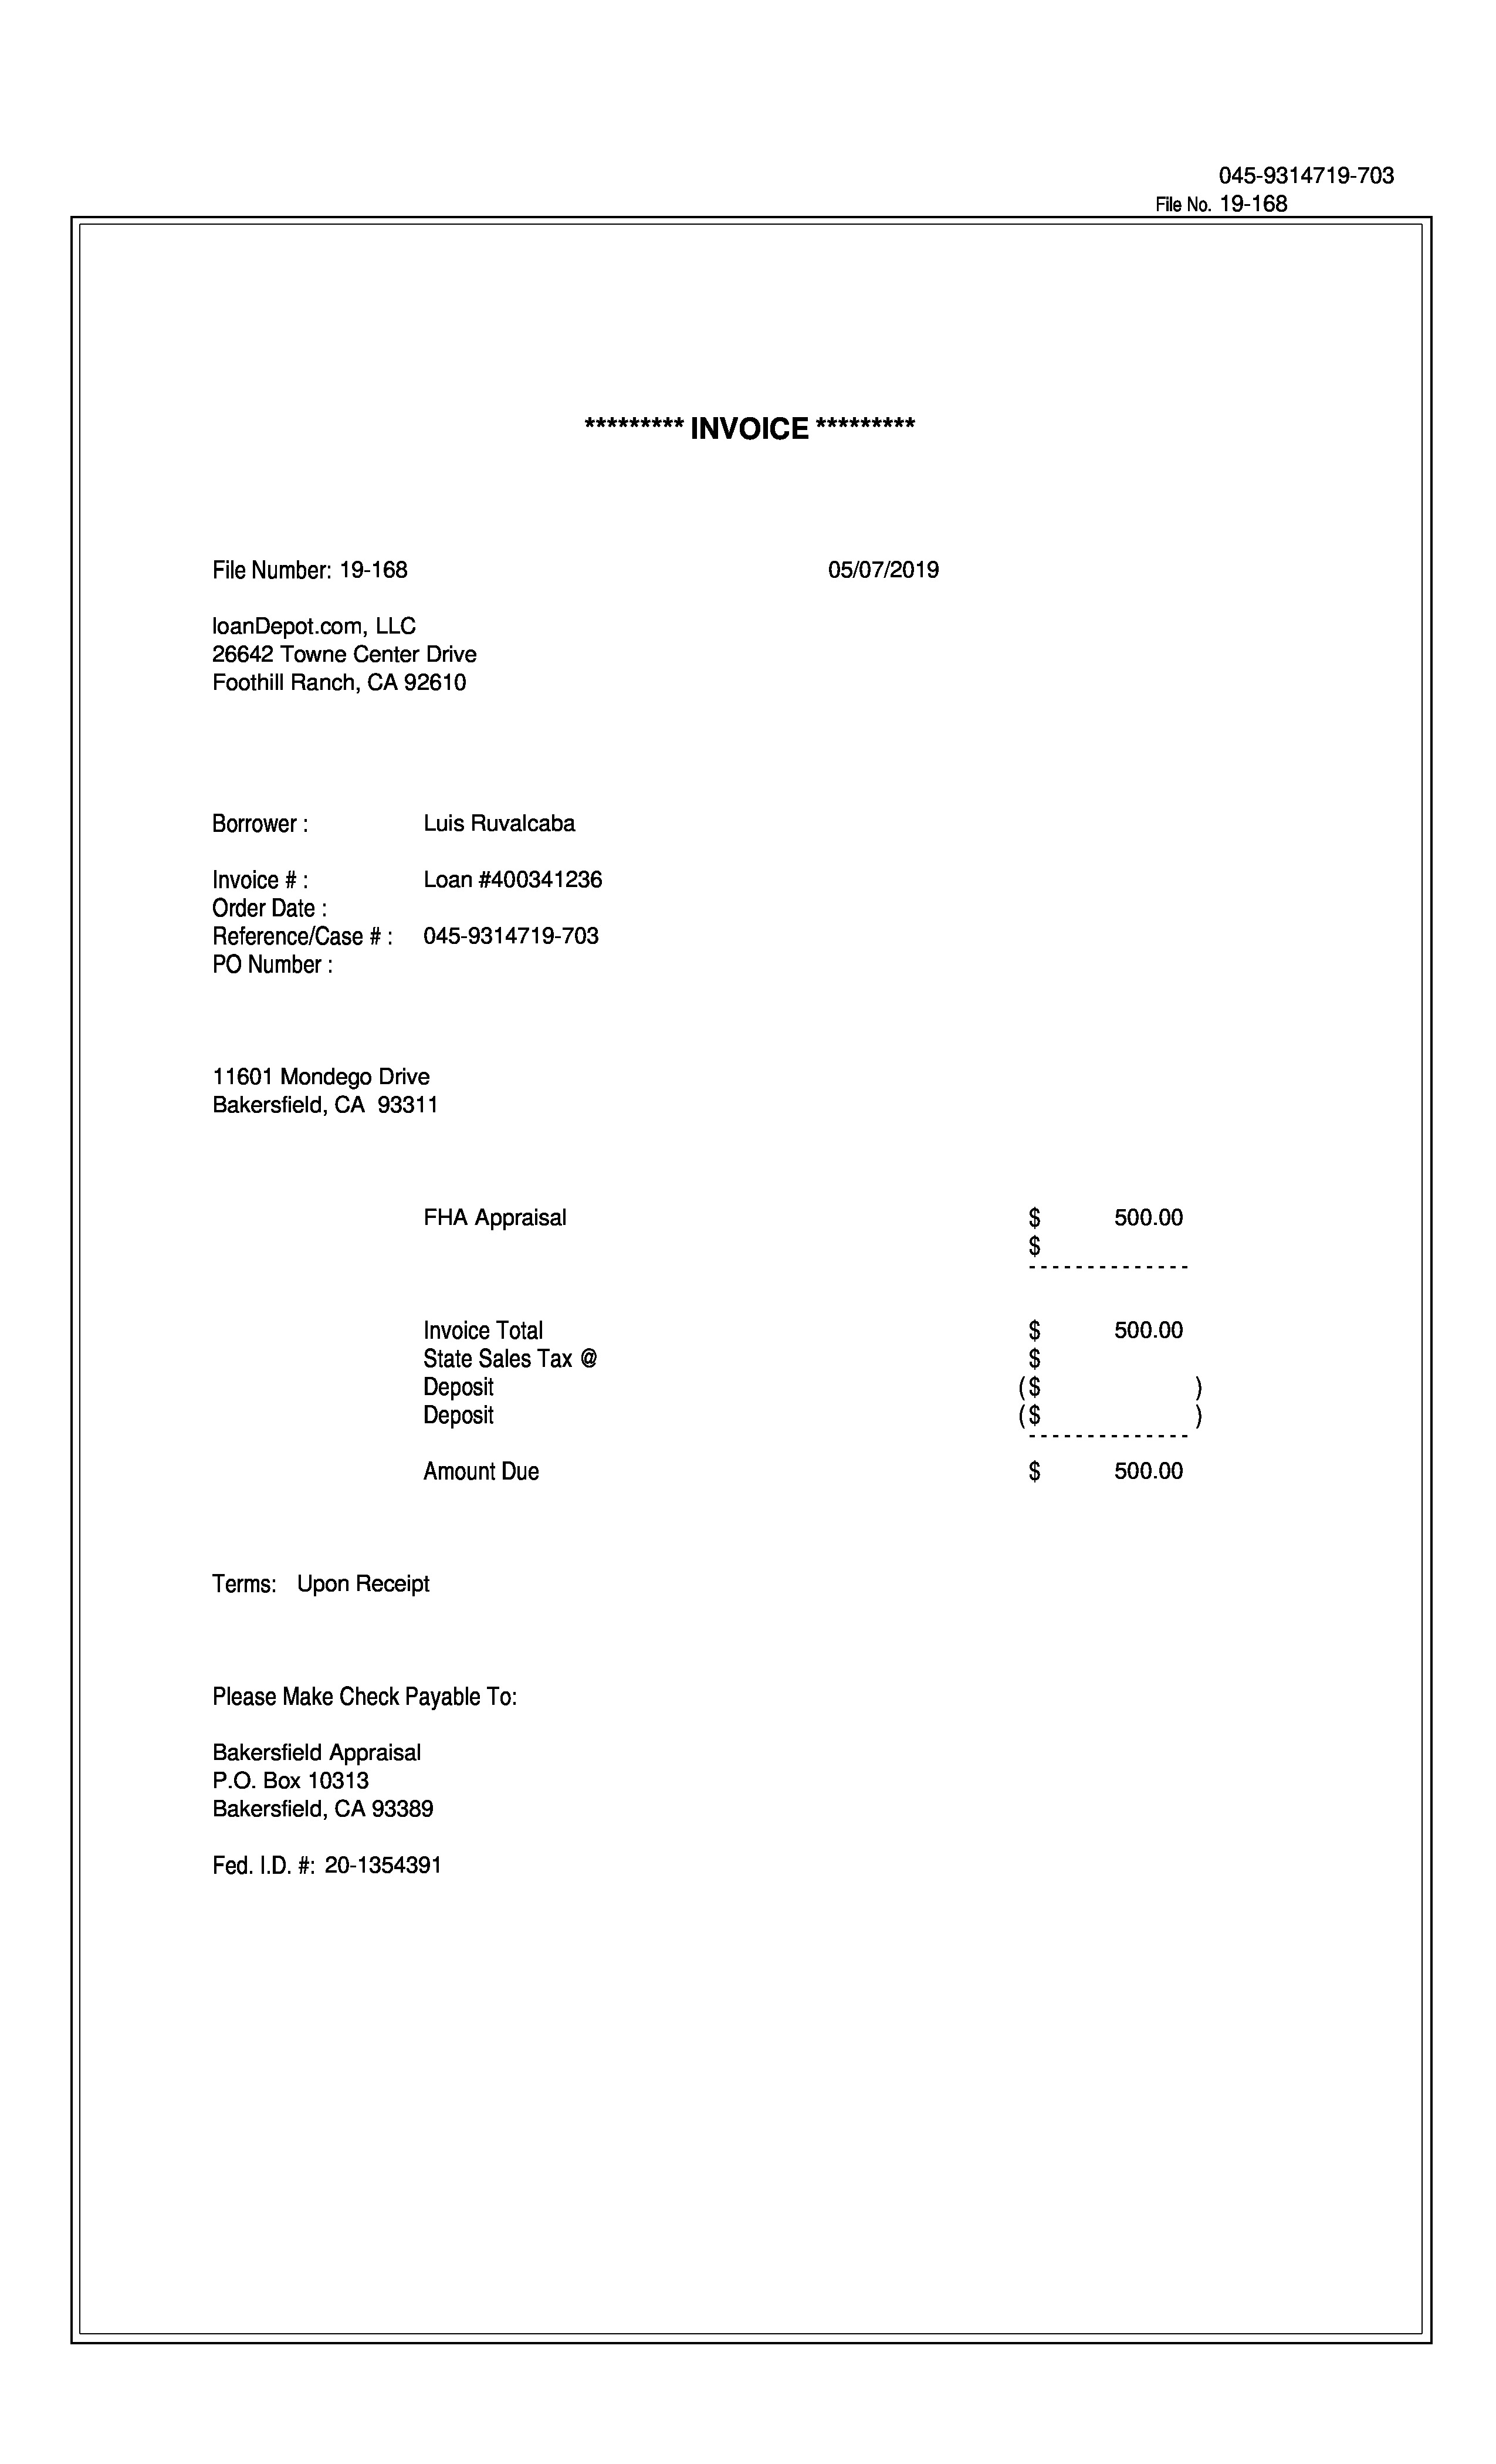 045-9314719-703
File No. 19-168
********* INVOICE *********
File Number: 19-168 05/07/2019
loanDepot.com, LLC
26642 Towne Center Drive
Foothill Ranch, CA 92610
Borrower : Luis Ruvalcaba
Invoice # : Loan #400341236
Order Date :
Reference/Case # : 045-9314719-703
PO Number :
11601 Mondego Drive
Bakersfield, CA 93311
FHA Appraisal $ 500.00
$
--------------
Invoice Total $ 500.00
State Sales Tax @ $
Deposit ($ )
Deposit ($ )
--------------
Amount Due $ 500.00
Terms: Upon Receipt
Please Make Check Payable To:
Bakersfield Appraisal
P.O. Box 10313
Bakersfield, CA 93389
Fed. I.D. #: 20-1354391